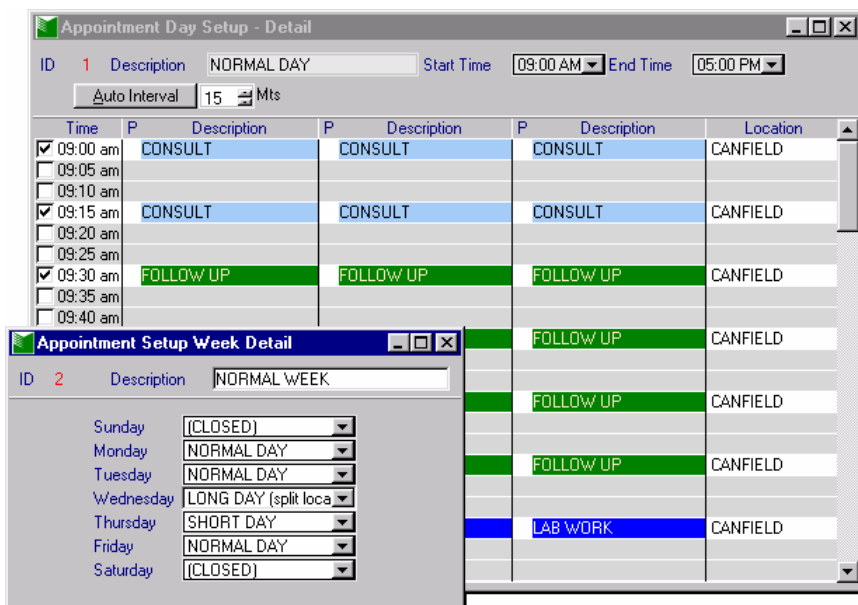 Appointment Day Setup - Detail
ID 1 Description NORMAL DAY Start Time 09:00 AM End Time 05:00 PM
Auto Interval 15 Mts
Time P Description P Description P Description Location
09:00 am CONSULT CONSULT CONSULT CANFIELD
09:05 am
09:10 am
09:15 am CONSULT CONSULT CONSULT CANFIELD
09:20 am
09:25 am
09:30 am FOLLOW UP FOLLOW UP FOLLOW UP CANFIELD
09:35 am
09:40 am
FOLLOW UP CANFIELD
FOLLOW UP CANFIELD
FOLLOW UP CANFIELD
LAB WORK CANFIELD
Appointment Setup Week Detail
ID 2 Description NORMAL WEEK
Sunday (CLOSED)
Monday NORMAL DAY
Tuesday NORMAL DAY
Wednesday LONG DAY (split loca
Thursday SHORT DAY
Friday NORMAL DAY
Saturday (CLOSED)